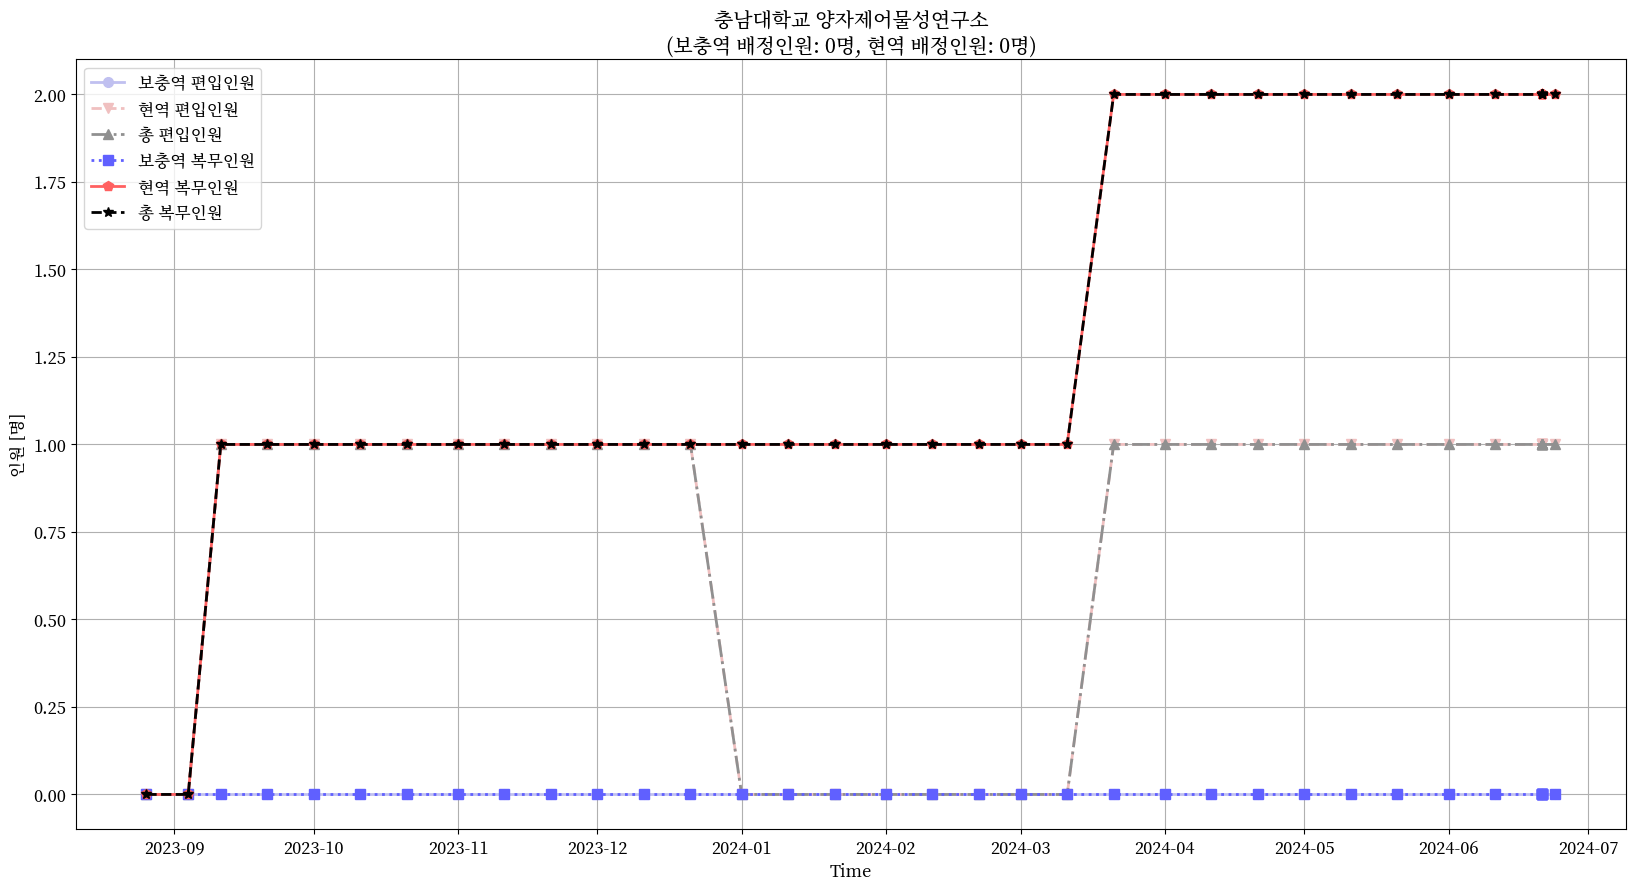 충남대학교 양자제어물성연구소
(보충역 배정인원: 0명, 현역 배정인원: 0명)
보충역 편입인원
현역 편입인원
총 편입인원
보충역 복무인원
현역 복무인원
총 복무인원
2.00
1.75
1.50
1.25
1.00
0.75
0.50
0.25
0.00
인원 [명]
2023-09
2023-10
2023-11
2023-12
2024-01
2024-02
2024-03
2024-04
2024-05
2024-06
2024-07
Time